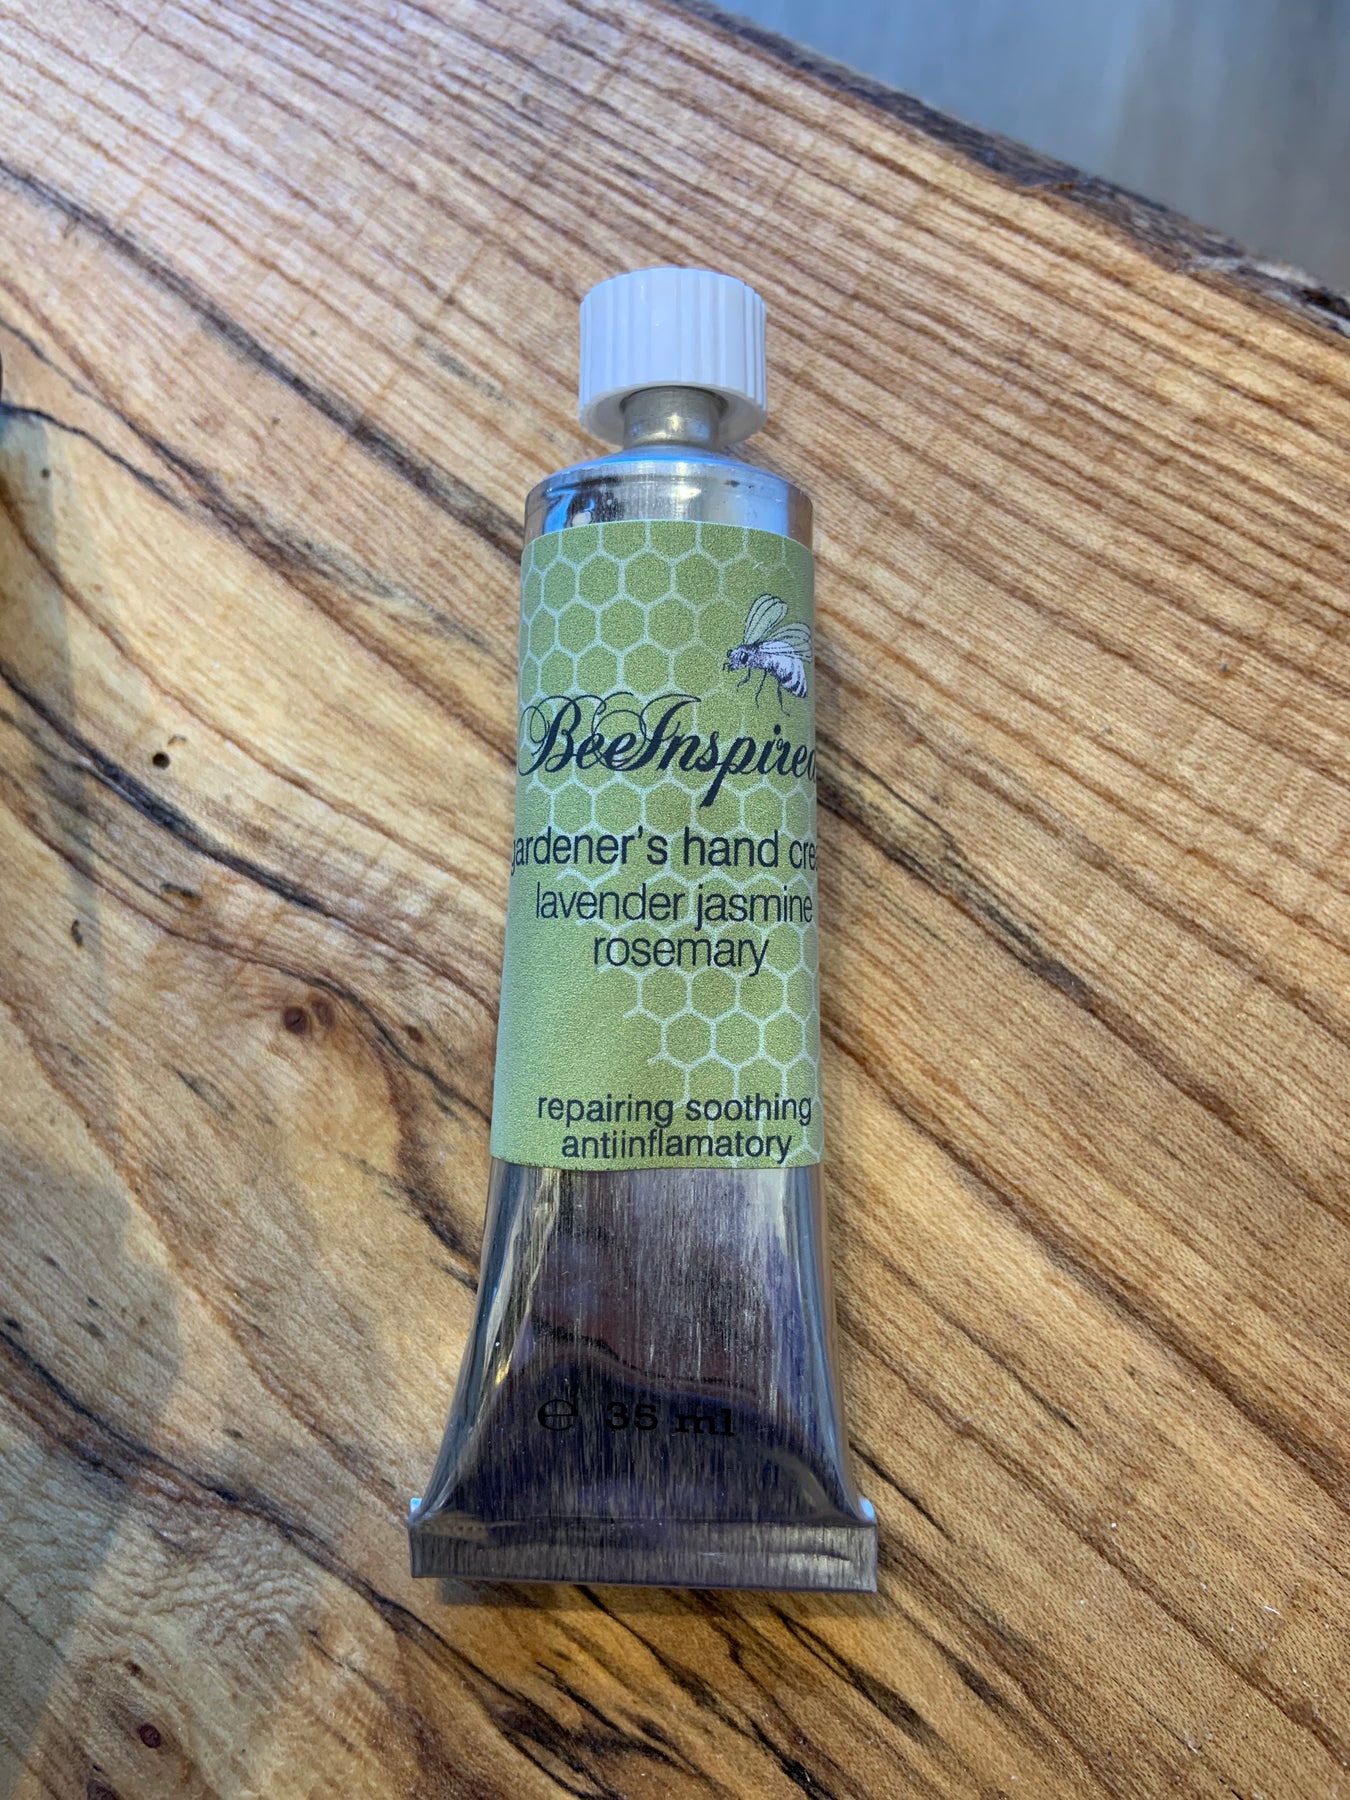 BeeInspired
gardener's hand cre
lavender jasmine
rosemary
repairing soothing
antiinflamatory
e 35 ml